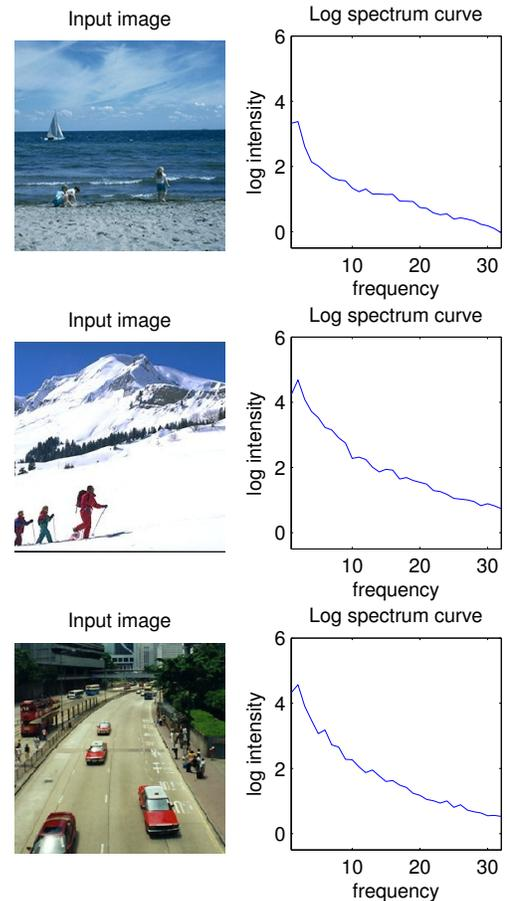 Input image
Log spectrum curve
log intensity
6
4
2
0
10 20 30
frequency
Input image
Log spectrum curve
log intensity
6
4
2
0
10 20 30
frequency
Input image
Log spectrum curve
log intensity
6
4
2
0
10 20 30
frequency